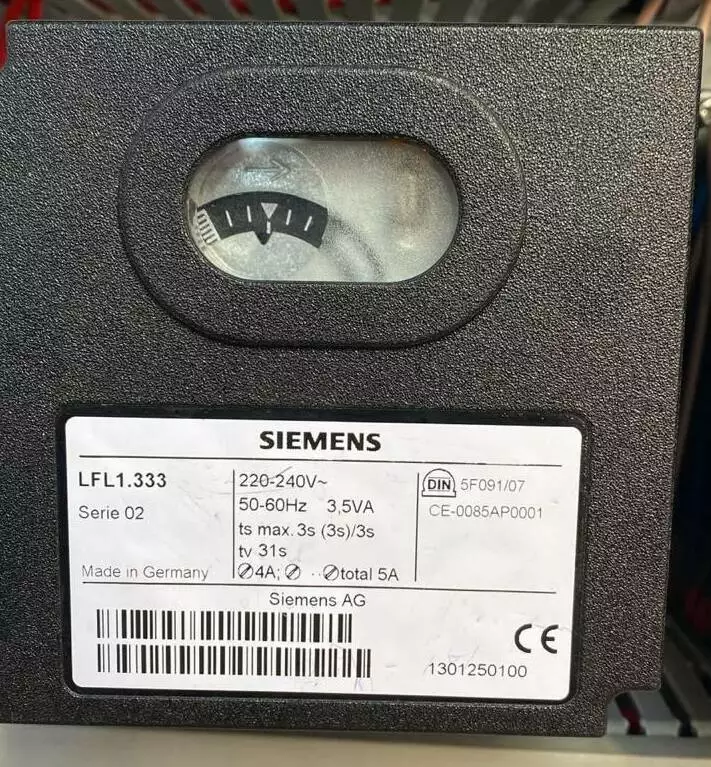 SIEMENS
LFL1.333
Serie 02
Made in Germany
220-240V~
50-60Hz 3,5VA
ts max. 3s (3s)/3s
tv 31s
∅4A; ∅ ··∅total 5A
DIN 5F091/07
CE-0085AP0001
Siemens AG
CE
1301250100